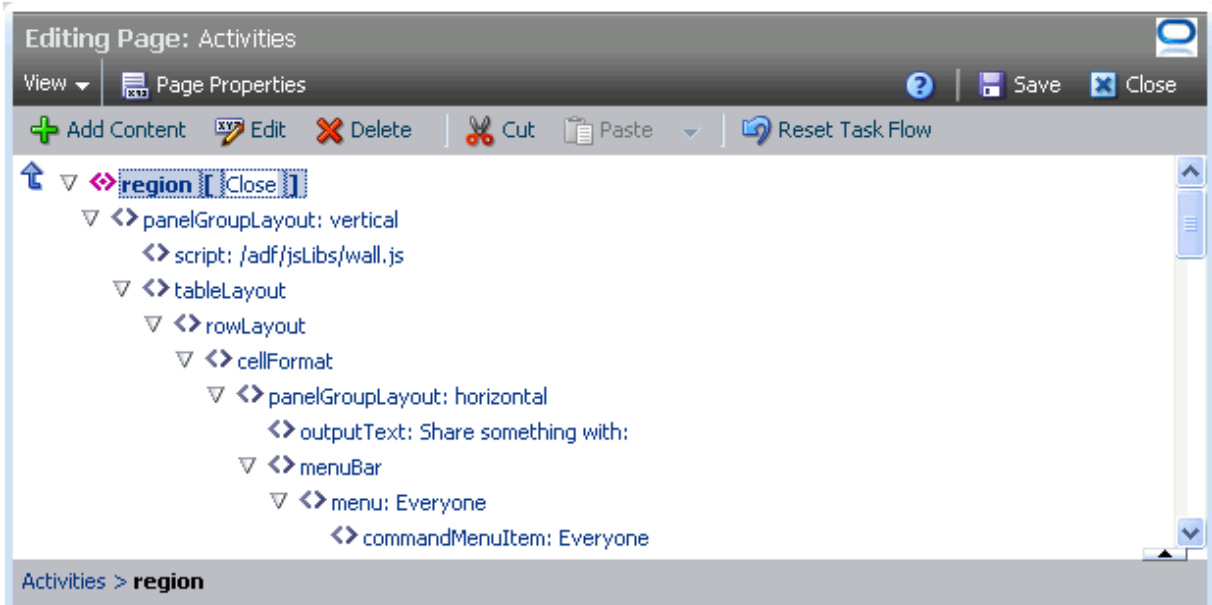 Editing Page: Activities
View Page Properties ? Save Close
Add Content Edit Delete Cut Paste Reset Task Flow
region [ Close ]
panelGroupLayout: vertical
script: /adf/jsLibs/wall.js
tableLayout
rowLayout
cellFormat
panelGroupLayout: horizontal
outputText: Share something with:
menuBar
menu: Everyone
commandMenuItem: Everyone
Activities > region